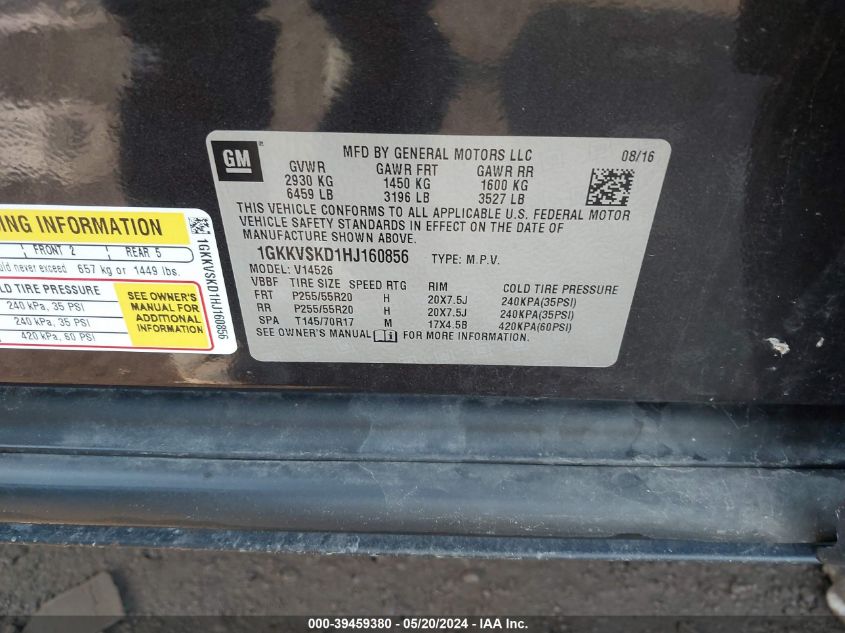 GM
MFD BY GENERAL MOTORS LLC 08/16
GVWR GAWR FRT GAWR RR
2930 KG 1450 KG 1600 KG
6459 LB 3196 LB 3527 LB
THIS VEHICLE CONFORMS TO ALL APPLICABLE U.S. FEDERAL MOTOR
VEHICLE SAFETY STANDARDS IN EFFECT ON THE DATE OF
MANUFACTURE SHOWN ABOVE.
1GKKVSKD1HJ160856 TYPE: M.P.V.
MODEL: V14526
VBBF TIRE SIZE SPEED RTG RIM COLD TIRE PRESSURE
FRT P255/55R20 H 20X7.5J 240KPA(35PSI)
RR P255/55R20 H 20X7.5J 240KPA(35PSI)
SPA T145/70R17 M 17X4.5B 420KPA(60PSI)
SEE OWNER'S MANUAL i FOR MORE INFORMATION.
INFORMATION
FRONT 2 REAR 5
never exceed 657 kg or 1449 lbs.
COLD TIRE PRESSURE
240 kPa, 35 PSI
240 kPa, 35 PSI
420 kPa, 60 PSI
SEE OWNER'S
MANUAL FOR
ADDITIONAL
INFORMATION
1GKKVSKD1HJ160856
000-39459380 - 05/20/2024 - IAA Inc.